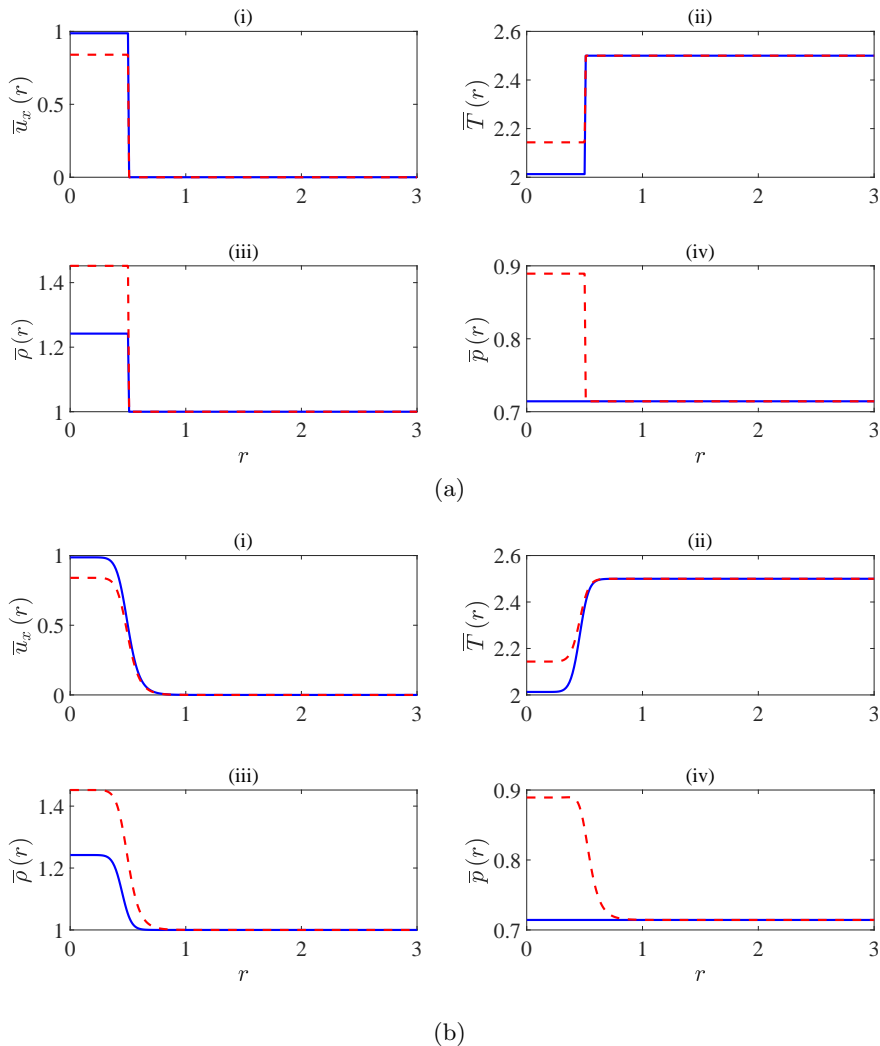 (i)
(ii)
1
0.5
0
u̅ₓ(r)
0 1 2 3
2.6
2.4
2.2
2
T̅(r)
0 1 2 3
(iii)
(iv)
1.4
1.2
1
ρ̅(r)
0 1 2 3
r
0.9
0.8
0.7
p̅(r)
0 1 2 3
r
(a)
(i)
(ii)
1
0.5
0
u̅ₓ(r)
0 1 2 3
2.6
2.4
2.2
2
T̅(r)
0 1 2 3
(iii)
(iv)
1.4
1.2
1
ρ̅(r)
0 1 2 3
r
0.9
0.8
0.7
p̅(r)
0 1 2 3
r
(b)